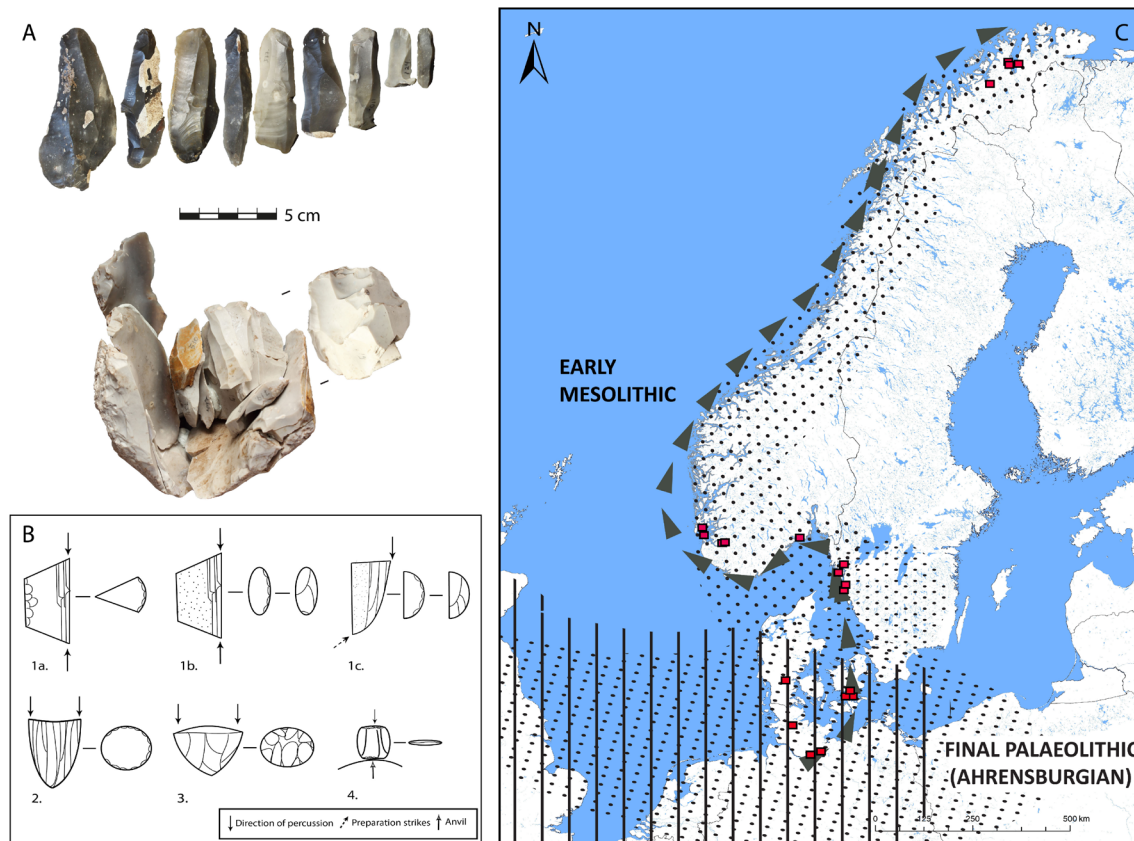 A
5 cm
B
1a.
1b.
1c.
2.
3.
4.
Direction of percussion
Preparation strikes
Anvil
N
C
EARLY
MESOLITHIC
FINAL PALAEOLITHIC
(AHRENSBURGIAN)
0 125 250 500 km